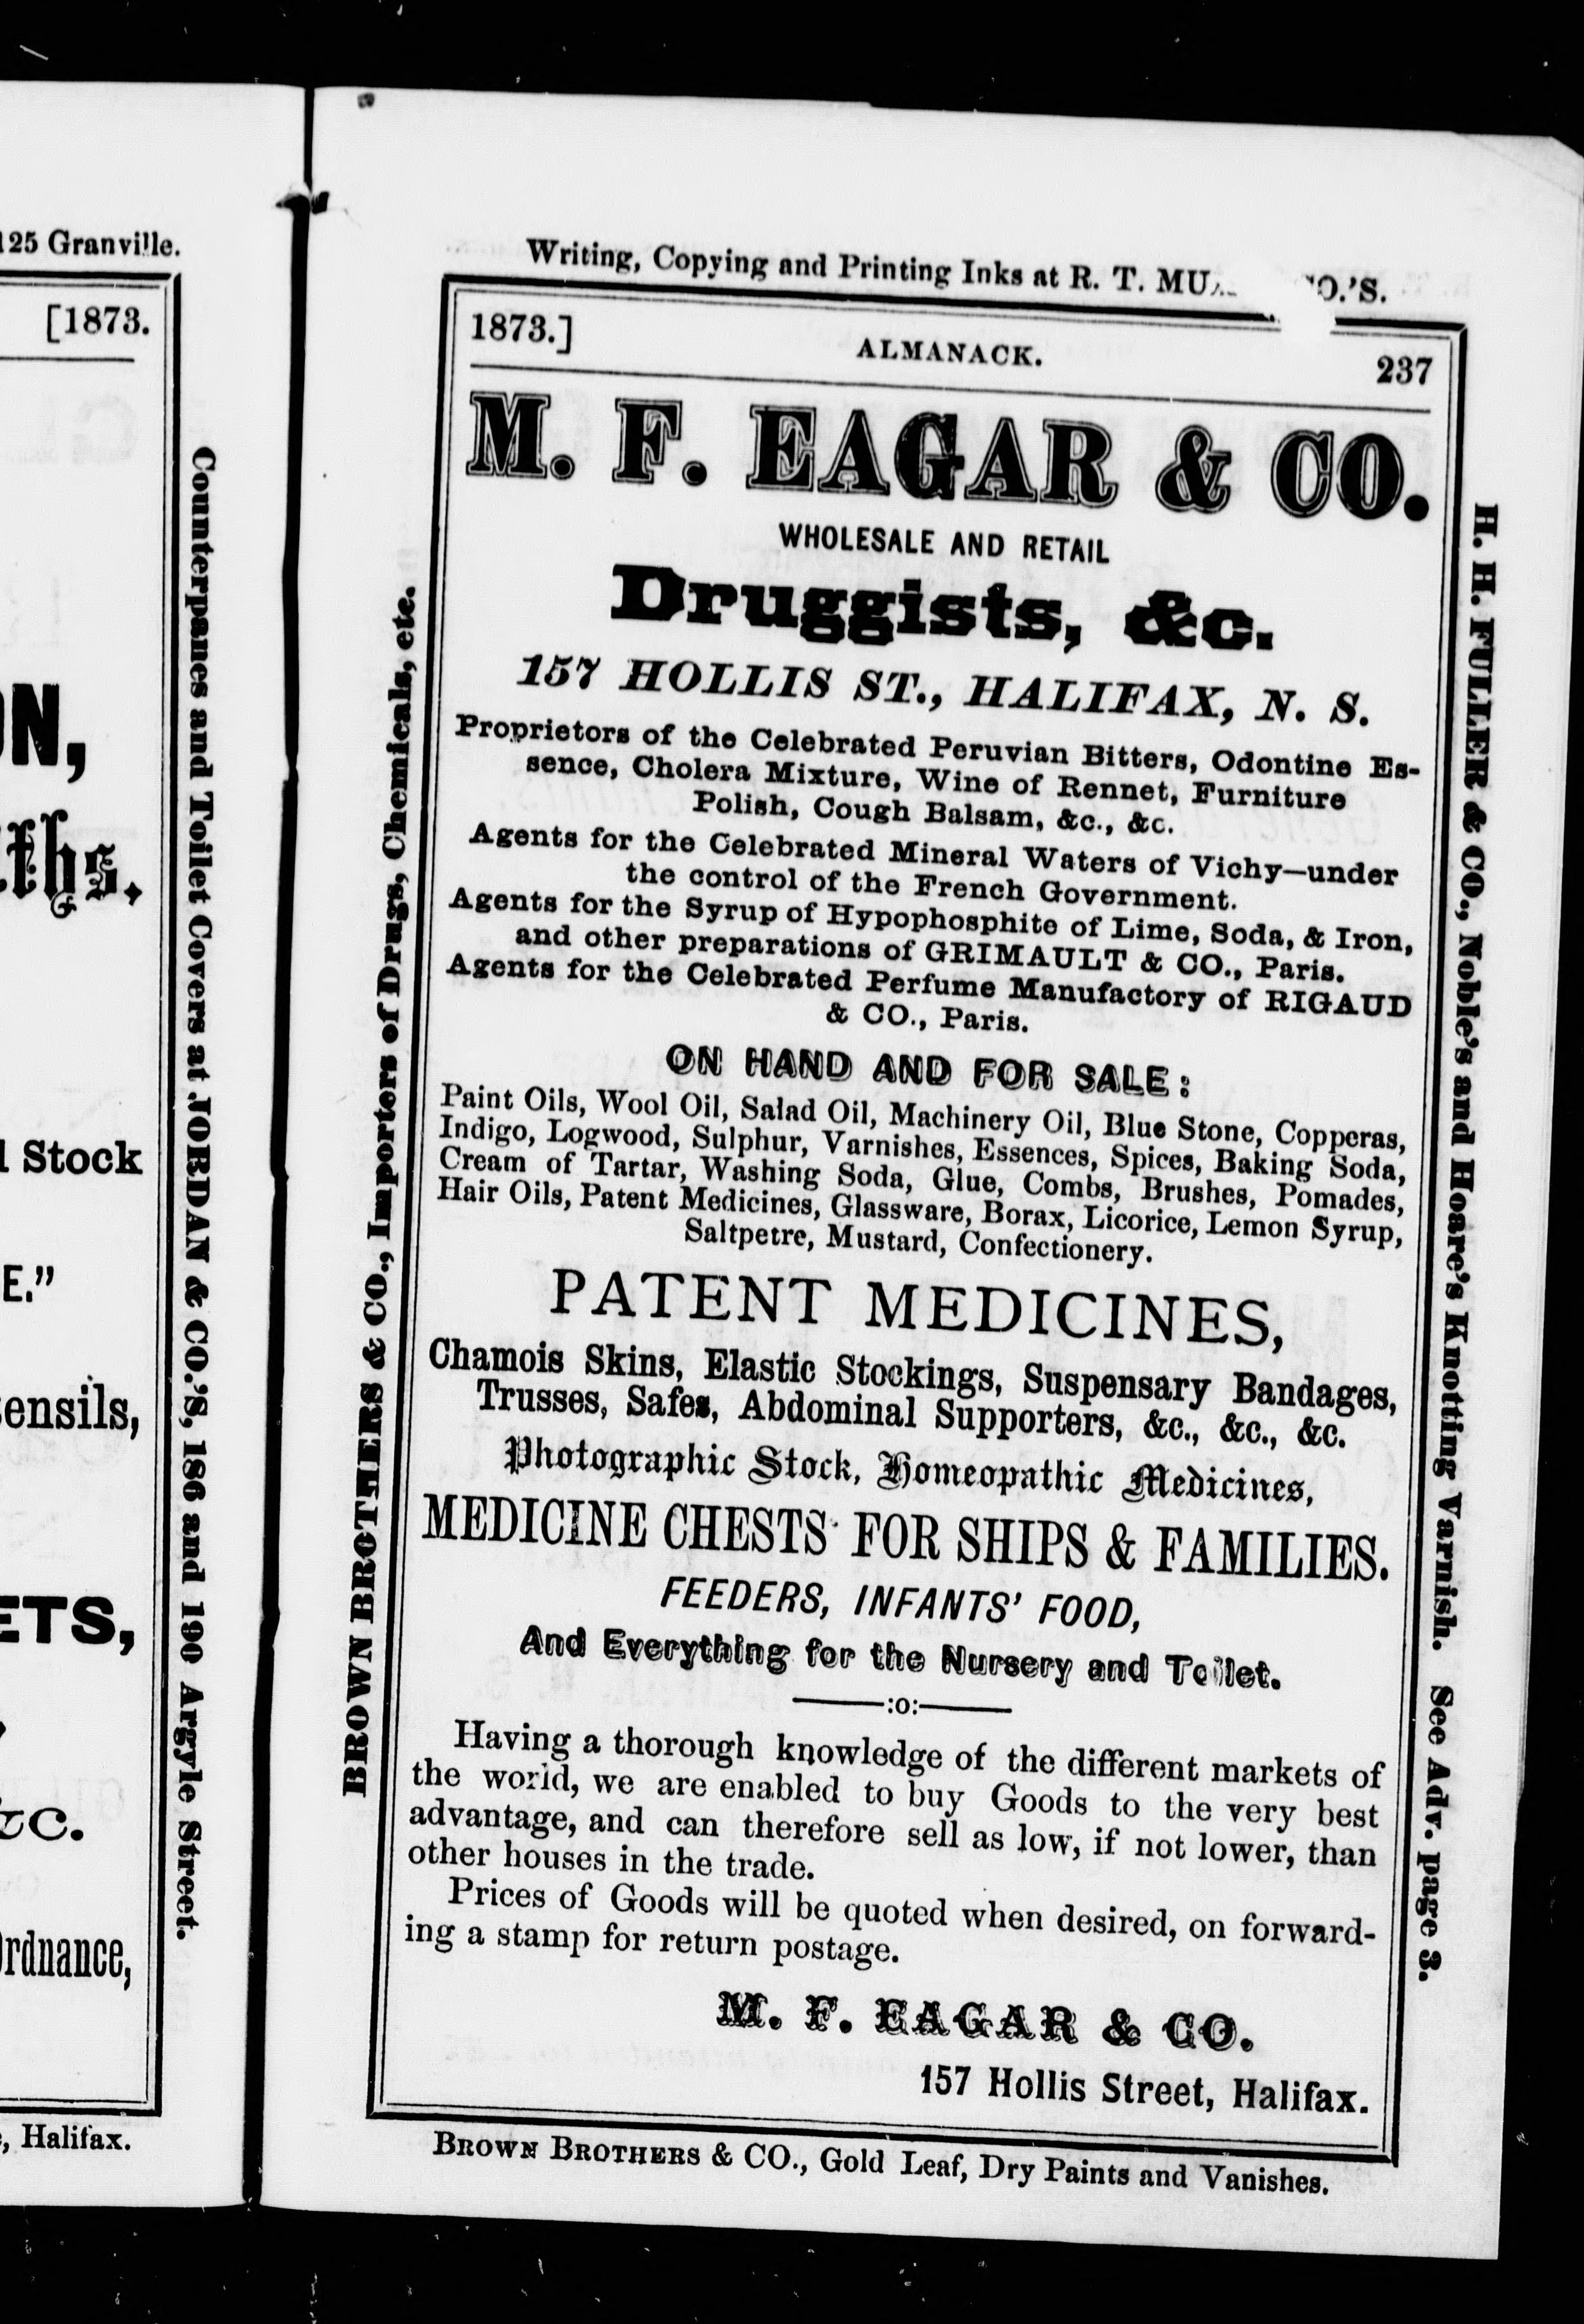 125 Granville.
[1873.
Counterpanes and Toilet Covers at JORDAN & CO.'S, 186 and 190 Argyle Street.
Stock
E."
ETS,
, Halifax.
Writing, Copying and Printing Inks at R. T. CO.'S.
1873.] ALMANACK. 237
M. F. EAGAR & CO.
WHOLESALE AND RETAIL
Druggists, &c.
157 HOLLIS ST., HALIFAX, N. S.
Proprietors of the Celebrated Peruvian Bitters, Odontine Es-
sence, Cholera Mixture, Wine of Rennet, Furniture
Polish, Cough Balsam, &c., &c.
Agents for the Celebrated Mineral Waters of Vichy—under
the control of the French Government.
Agents for the Syrup of Hypophosphite of Lime, Soda, & Iron,
and other preparations of GRIMAULT & CO., Paris.
Agents for the Celebrated Perfume Manufactory of RIGAUD
& CO., Paris.
ON HAND AND FOR SALE:
Paint Oils, Wool Oil, Salad Oil, Machinery Oil, Blue Stone, Copperas,
Indigo, Logwood, Sulphur, Varnishes, Essences, Spices, Baking Soda,
Cream of Tartar, Washing Soda, Glue, Combs, Brushes, Pomades,
Hair Oils, Patent Medicines, Glassware, Borax, Licorice, Lemon Syrup,
Saltpetre, Mustard, Confectionery.
PATENT MEDICINES,
Chamois Skins, Elastic Stockings, Suspensary Bandages,
Trusses, Safes, Abdominal Supporters, &c., &c., &c.
Photographic Stock, Homeopathic Medicines,
MEDICINE CHESTS FOR SHIPS & FAMILIES.
FEEDERS, INFANTS' FOOD,
And Everything for the Nursery and Toilet.
:o:
Having a thorough knowledge of the different markets of
the world, we are enabled to buy Goods to the very best
advantage, and can therefore sell as low, if not lower, than
other houses in the trade.
Prices of Goods will be quoted when desired, on forward-
ing a stamp for return postage.
M. F. EAGAR & CO.
157 Hollis Street, Halifax.
BROWN BROTHERS & CO., Gold Leaf, Dry Paints and Vanishes.
BROWN BROTHERS & CO., Importers of Drugs, Chemicals, etc.
H. H. FULLER & CO., Noble's and Hoare's Knotting Varnish. See Adv. page 3.